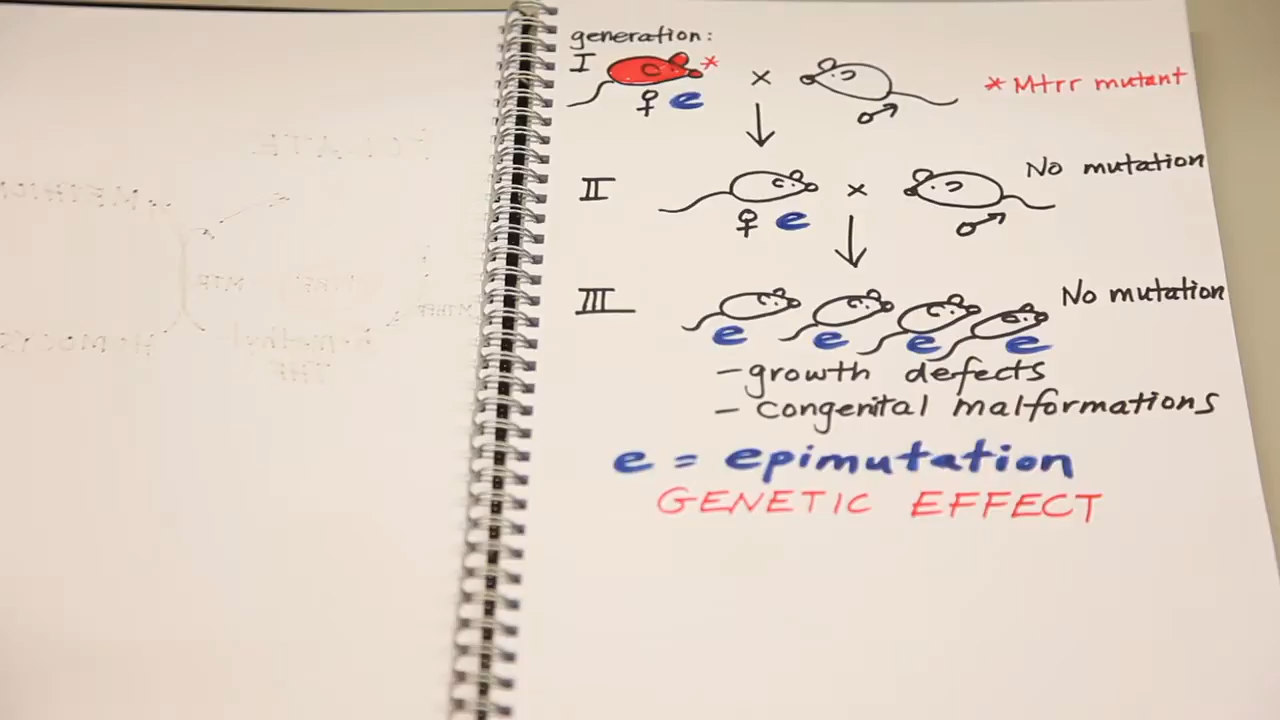 generation:
I * × * Mtrr mutant
♀ e ♂
No mutation
II ×
♀ e ♂
III No mutation
e e e e
- growth defects
- congenital malformations
e = epimutation
GENETIC EFFECT